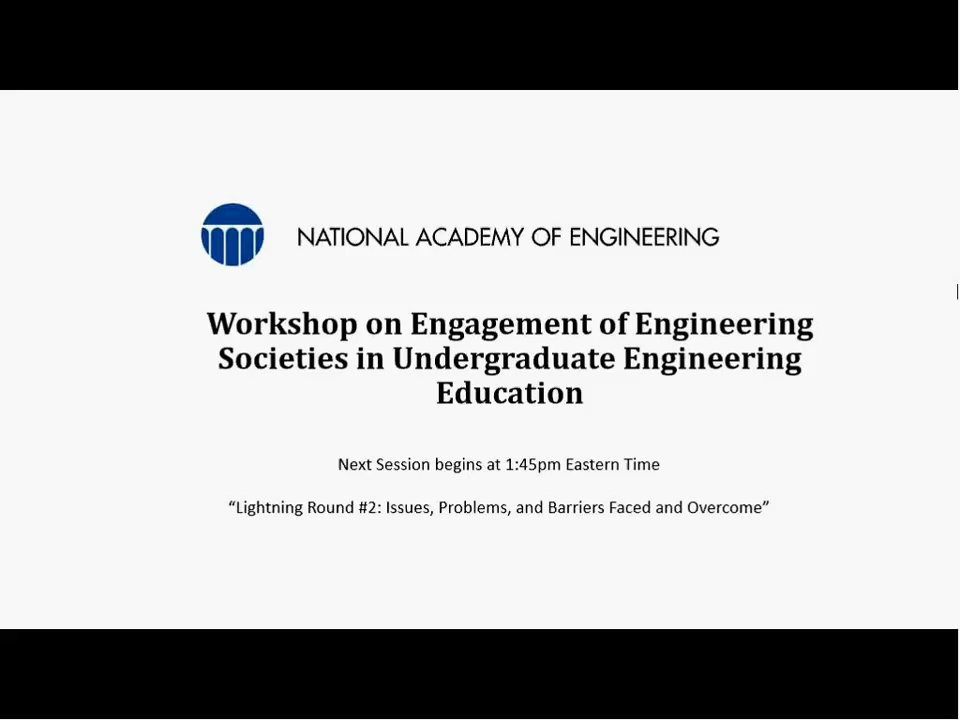 NATIONAL ACADEMY OF ENGINEERING
Workshop on Engagement of Engineering
Societies in Undergraduate Engineering
Education
Next Session begins at 1:45pm Eastern Time
“Lightning Round #2: Issues, Problems, and Barriers Faced and Overcome”